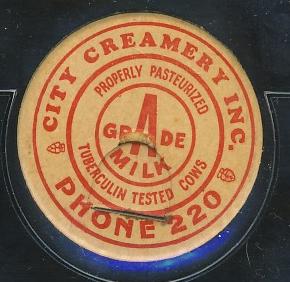 CITY CREAMERY INC.
PROPERLY PASTEURIZED
GRADE
A
MILK
TUBERCULIN TESTED COWS
PHONE 220